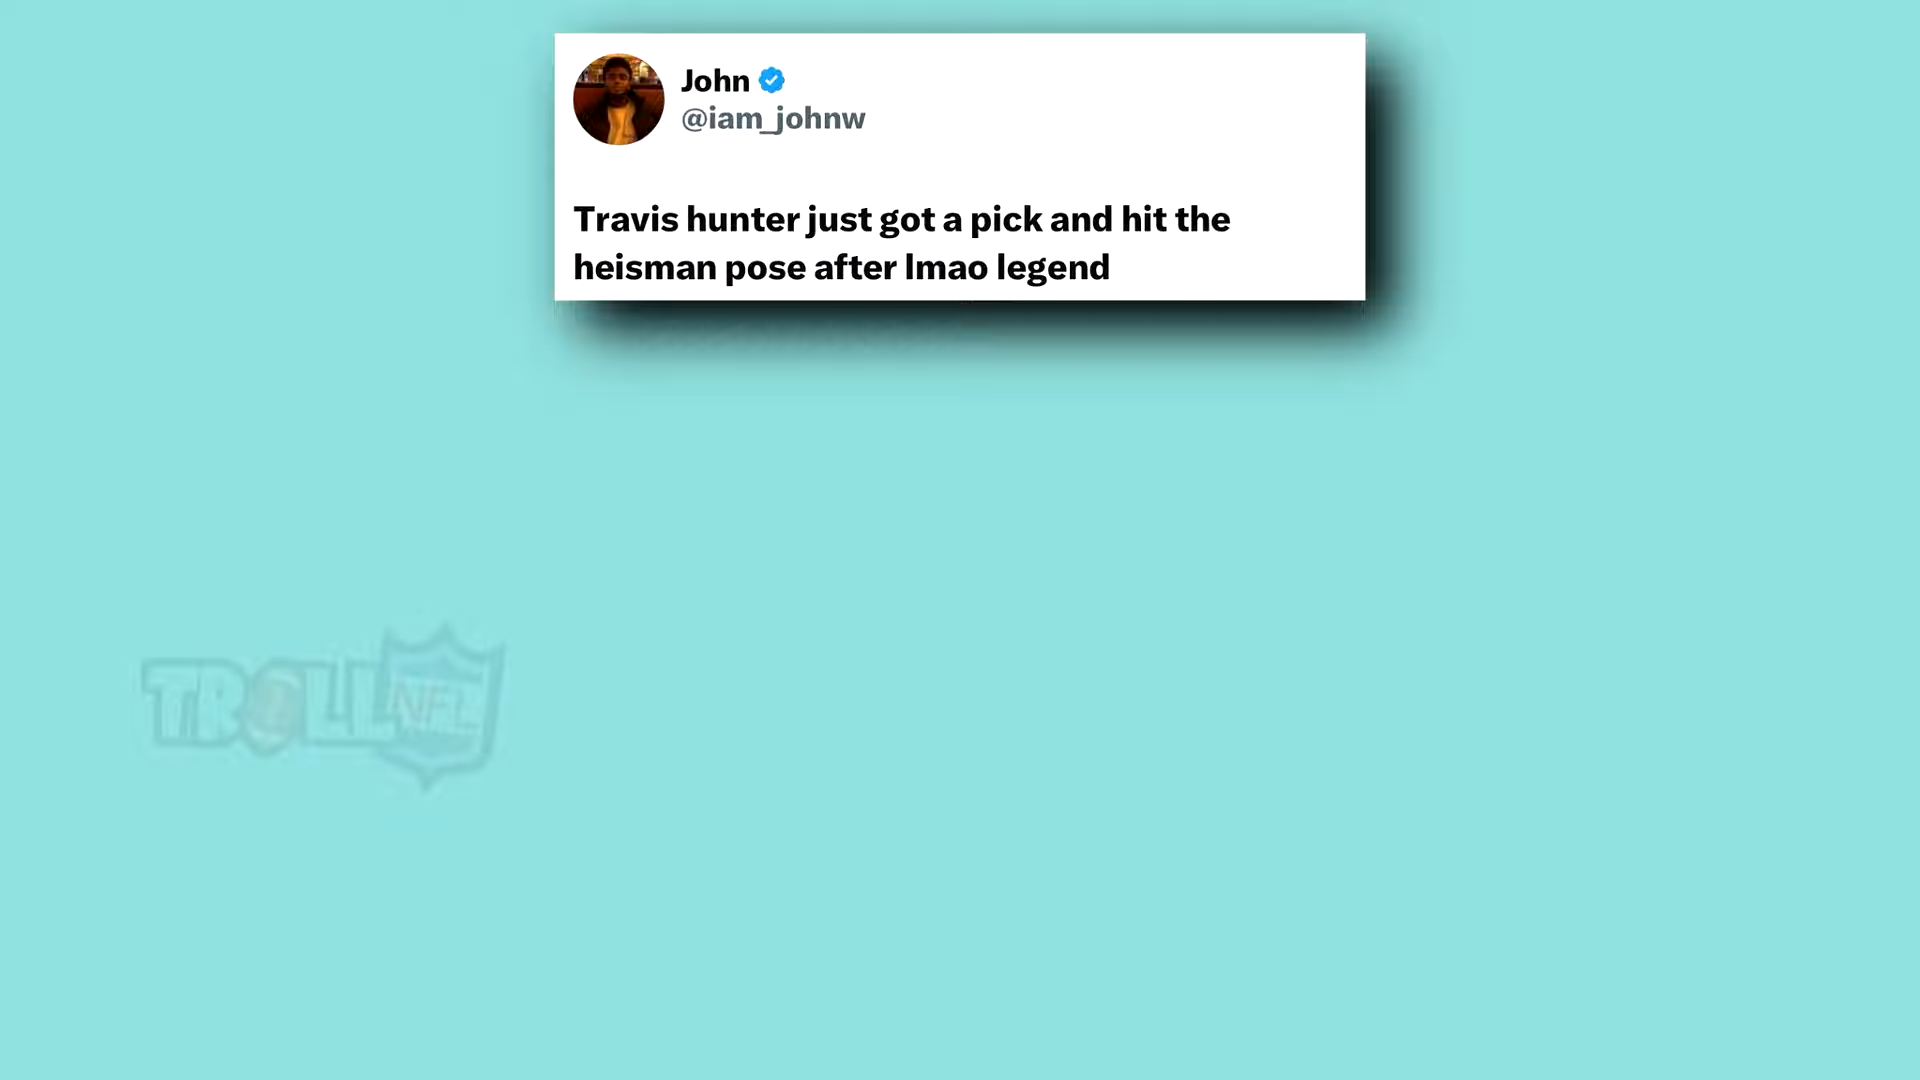 John
@iam_johnw
Travis hunter just got a pick and hit the
heisman pose after lmao legend
TROLL NFL